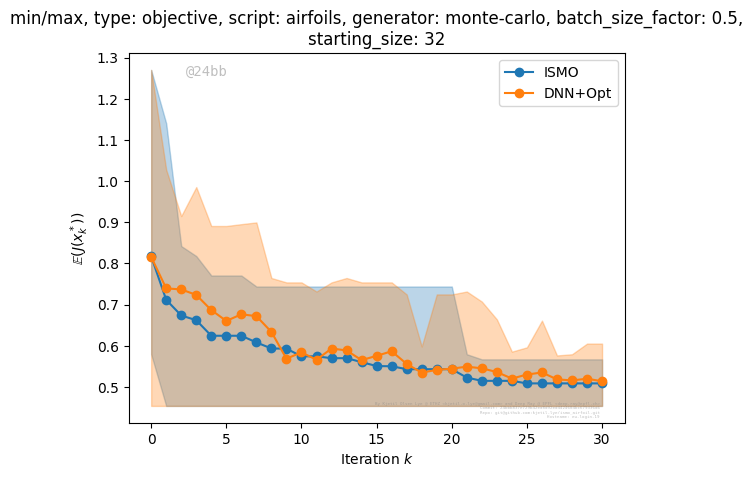 min/max, type: objective, script: airfoils, generator: monte-carlo, batch_size_factor: 0.5,
starting_size: 32
@24bb
ISMO
DNN+Opt
1.3
1.2
1.1
1.0
0.9
0.8
0.7
0.6
0.5
𝔼(J(x*ₖ))
0
5
10
15
20
25
30
Iteration k